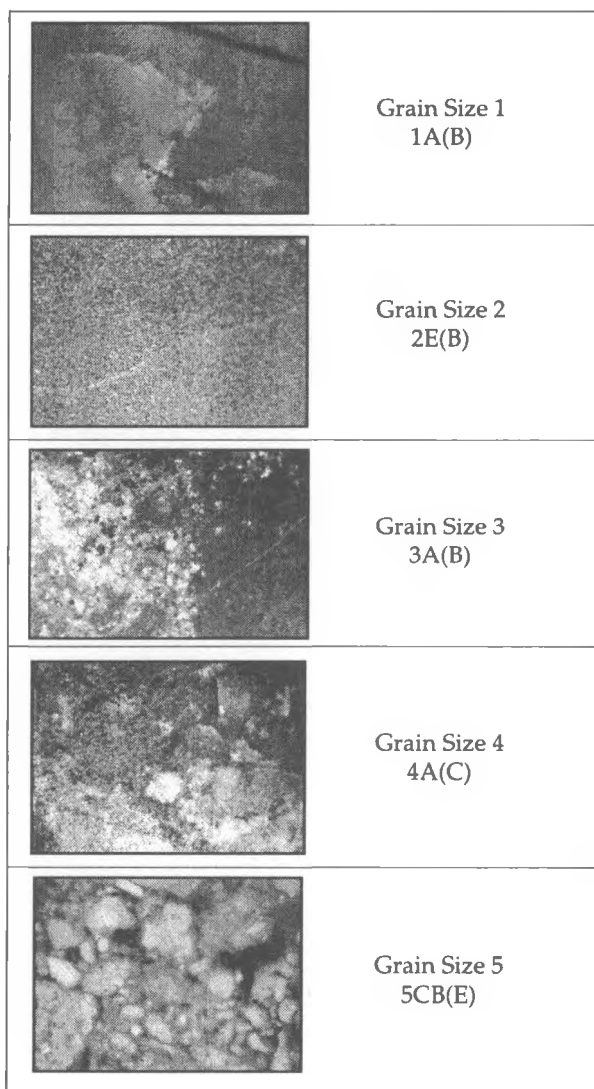 Grain Size 1
1A(B)
Grain Size 2
2E(B)
Grain Size 3
3A(B)
Grain Size 4
4A(C)
Grain Size 5
5CB(E)